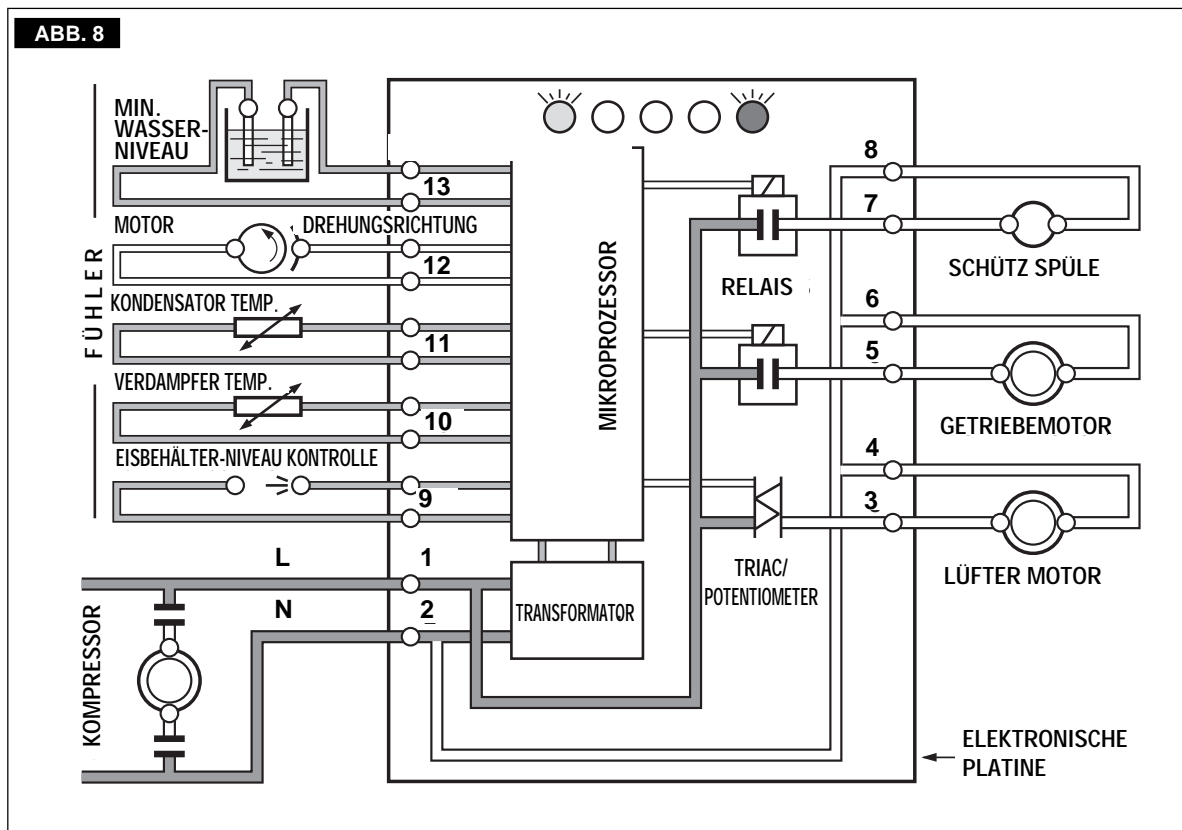 ABB. 8
MIN.
WASSER-
NIVEAU
13
MOTOR
DREHUNGSRICHTUNG
12
KONDENSATOR TEMP.
11
VERDAMPFER TEMP.
10
EISBEHÄLTER-NIVEAU KONTROLLE
9
FÜHLER
L
1
N
2
KOMPRESSOR
MIKROPROZESSOR
TRANSFORMATOR
RELAIS
TRIAC/
POTENTIOMETER
8
7
SCHÜTZ SPÜLE
6
5
GETRIEBEMOTOR
4
3
LÜFTER MOTOR
ELEKTRONISCHE
PLATINE